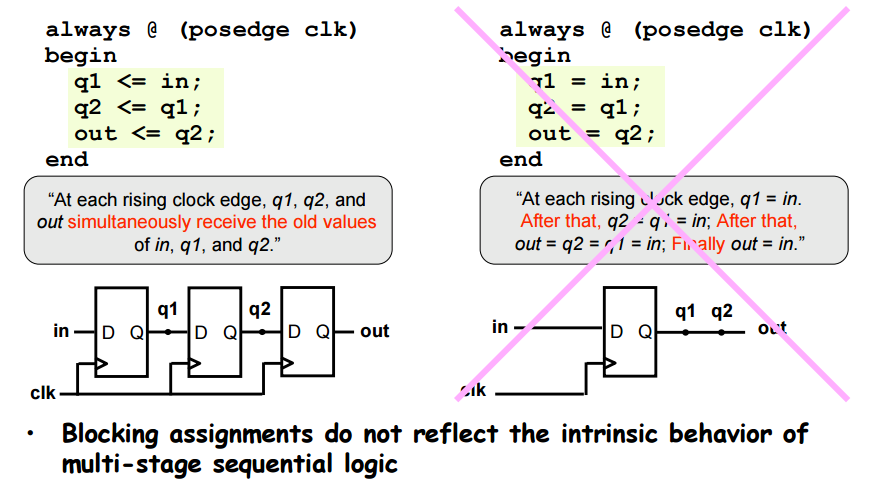 always @ (posedge clk)
begin
q1 <= in;
q2 <= q1;
out <= q2;
end
“At each rising clock edge, q1, q2, and
out simultaneously receive the old values
of in, q1, and q2.”
in
D Q
q1
D Q
q2
D Q
out
clk
always @ (posedge clk)
begin
q1 = in;
q2 = q1;
out = q2;
end
“At each rising clock edge, q1 = in.
After that, q2 = q1 = in; After that,
out = q2 = q1 = in; Finally out = in.”
in
D Q
q1 q2
out
clk
• Blocking assignments do not reflect the intrinsic behavior of
multi-stage sequential logic